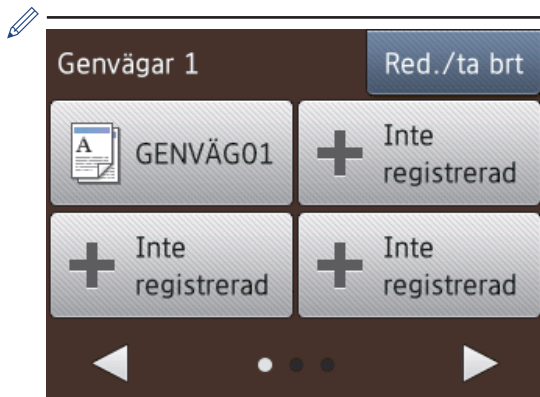 Genvägar 1
Red./ta brt
GENVÄG01
Inte
registrerad
Inte
registrerad
Inte
registrerad